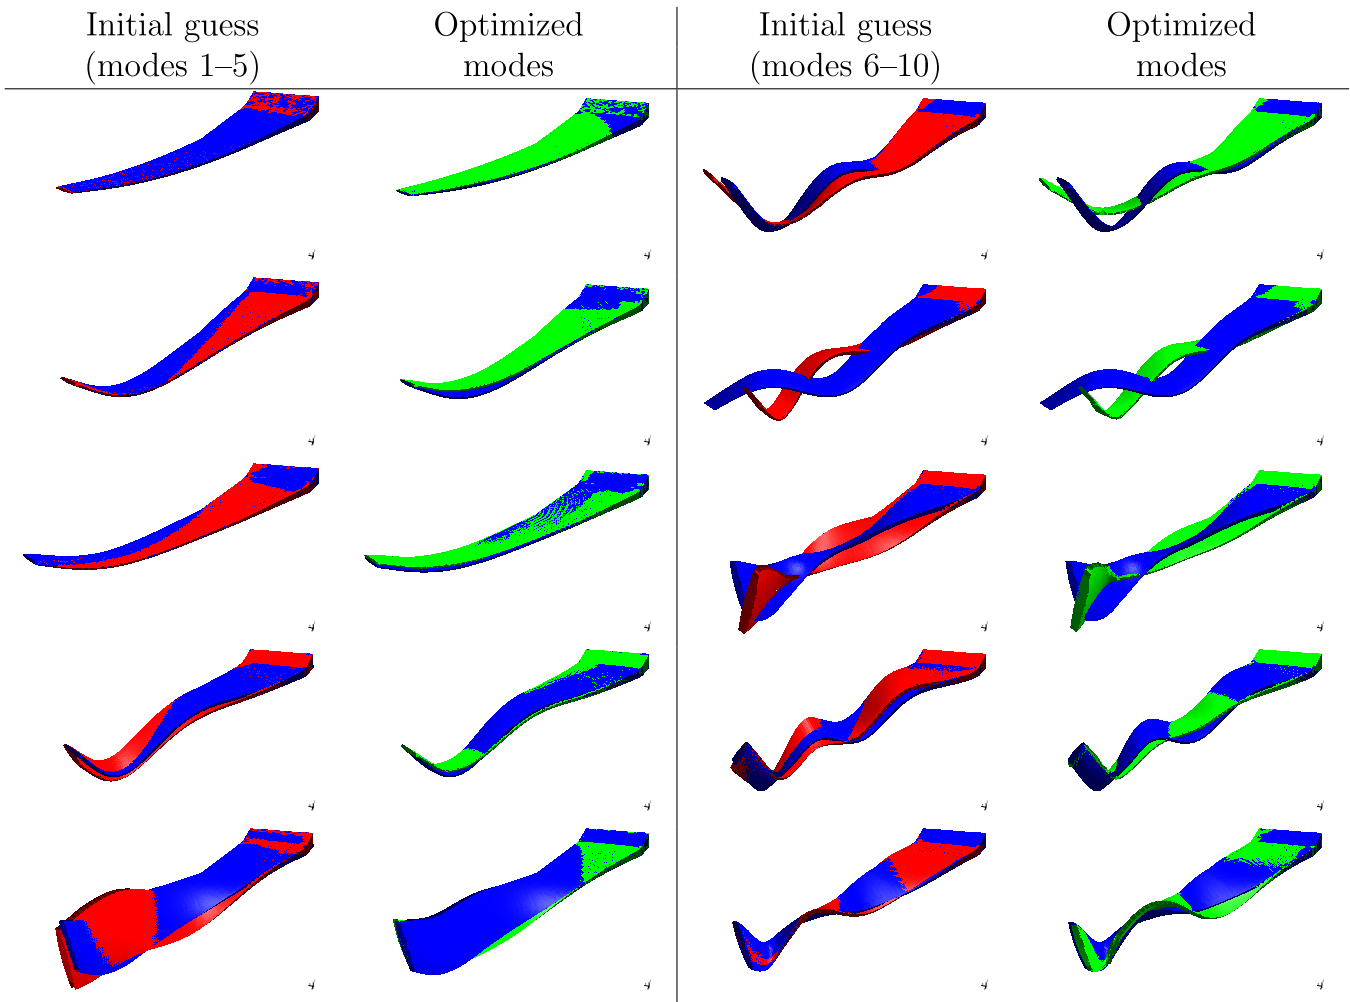 Initial guess
(modes 1–5)
Optimized
modes
Initial guess
(modes 6–10)
Optimized
modes